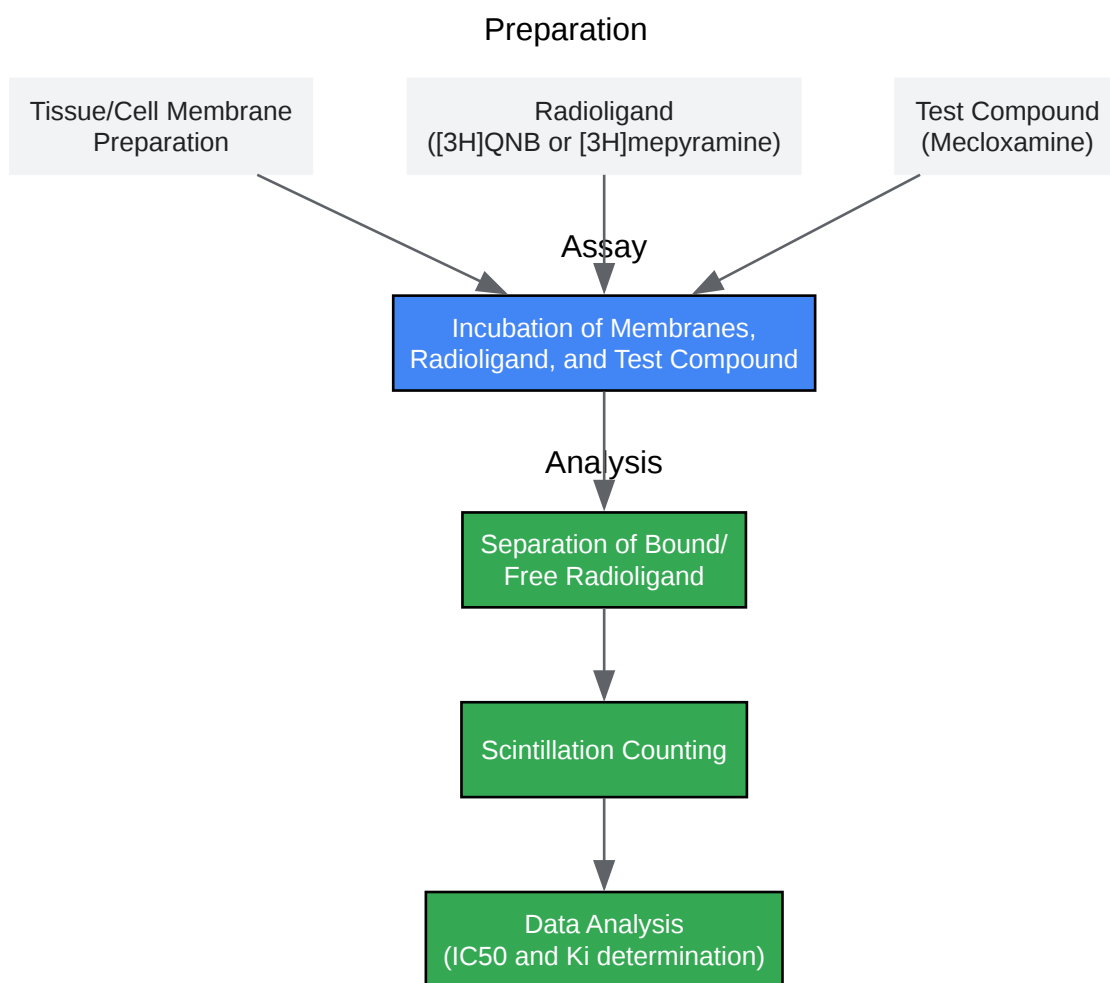 Preparation
Tissue/Cell Membrane
Preparation
Radioligand
([3H]QNB or [3H]mepyramine)
Test Compound
(Mecloxamine)
Assay
Incubation of Membranes,
Radioligand, and Test Compound
Analysis
Separation of Bound/
Free Radioligand
Scintillation Counting
Data Analysis
(IC50 and Ki determination)